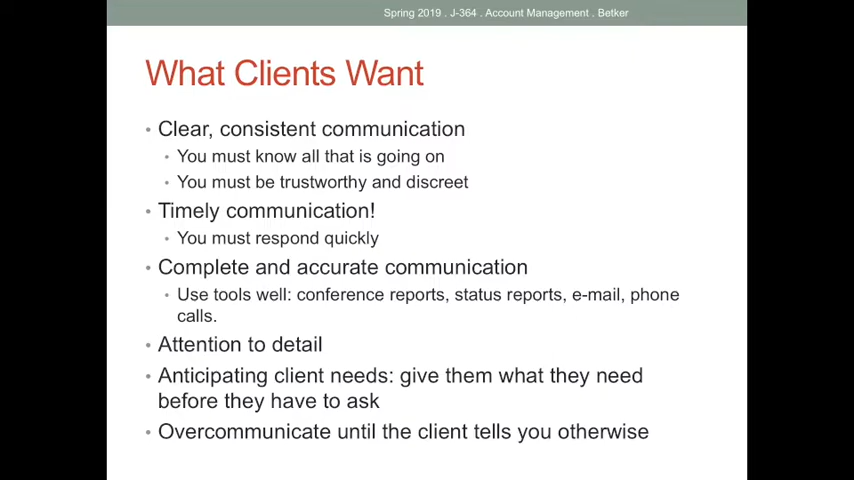 Spring 2019 . J-364 . Account Management . Betker
What Clients Want
• Clear, consistent communication
• You must know all that is going on
• You must be trustworthy and discreet
• Timely communication!
• You must respond quickly
• Complete and accurate communication
• Use tools well: conference reports, status reports, e-mail, phone
calls.
• Attention to detail
• Anticipating client needs: give them what they need
before they have to ask
• Overcommunicate until the client tells you otherwise